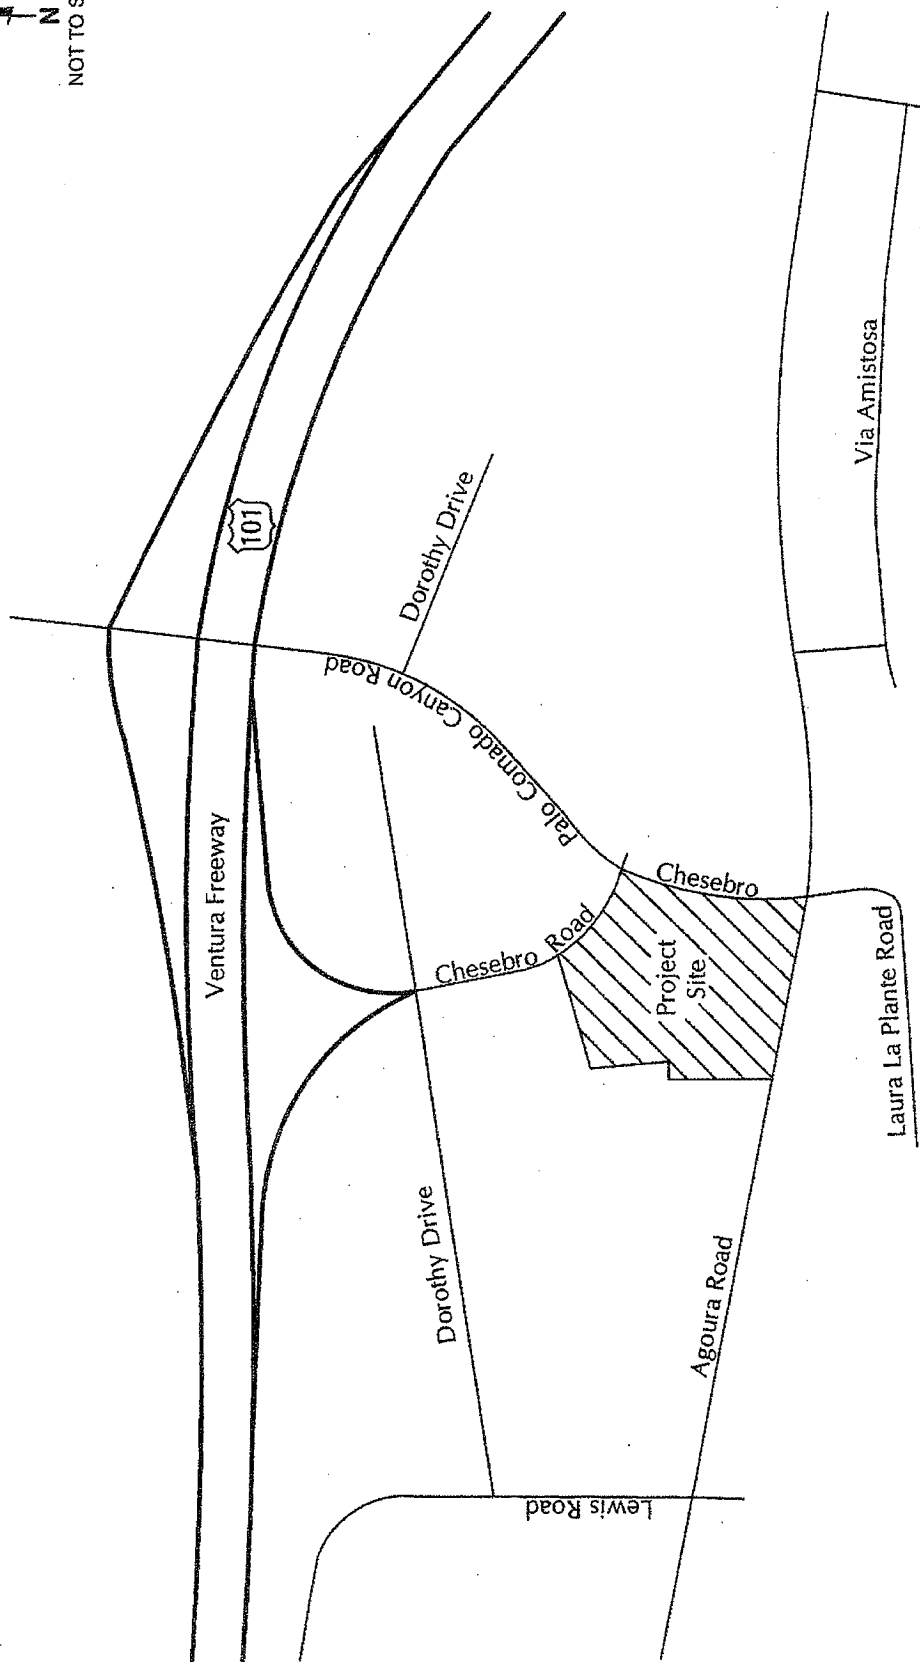 N
NOT TO S
101
Ventura Freeway
Dorothy Drive
Palo Comado Canyon Road
Chesebro Road
Chesebro
Project
Site
Via Amistosa
Dorothy Drive
Agoura Road
Lewis Road
Laura La Plante Road